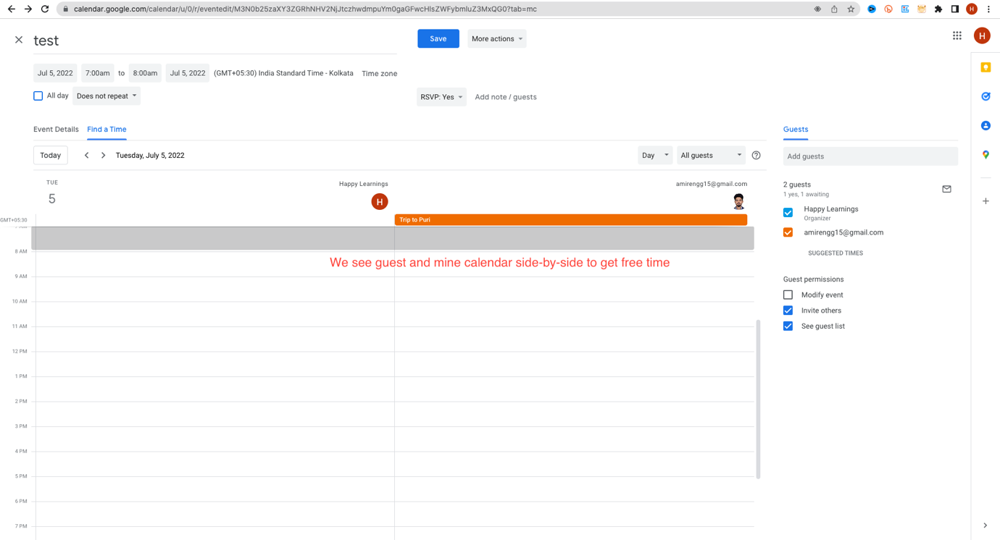 calendar.google.com/calendar/u/0/r/eventedit/M3N0b25zaXY3ZGRhNHV2NjJtczhwdmpuYm0gaGFwcHlsZWFybmluZ3MxQG0?tab=mc
H
test
Save
More actions
H
Jul 5, 2022
7:00am
to
8:00am
Jul 5, 2022
(GMT+05:30) India Standard Time - Kolkata
Time zone
All day
Does not repeat
RSVP: Yes
Add note / guests
Event Details
Find a Time
Guests
Today
Tuesday, July 5, 2022
Day
All guests
Add guests
TUE
5
Happy Learnings
H
amirengg15@gmail.com
2 guests
1 yes, 1 awaiting
Happy Learnings
Organizer
amirengg15@gmail.com
SUGGESTED TIMES
Guest permissions
Modify event
Invite others
See guest list
GMT+05:30
Trip to Puri
7 AM
8 AM
We see guest and mine calendar side-by-side to get free time
9 AM
10 AM
11 AM
12 PM
1 PM
2 PM
3 PM
4 PM
5 PM
6 PM
7 PM